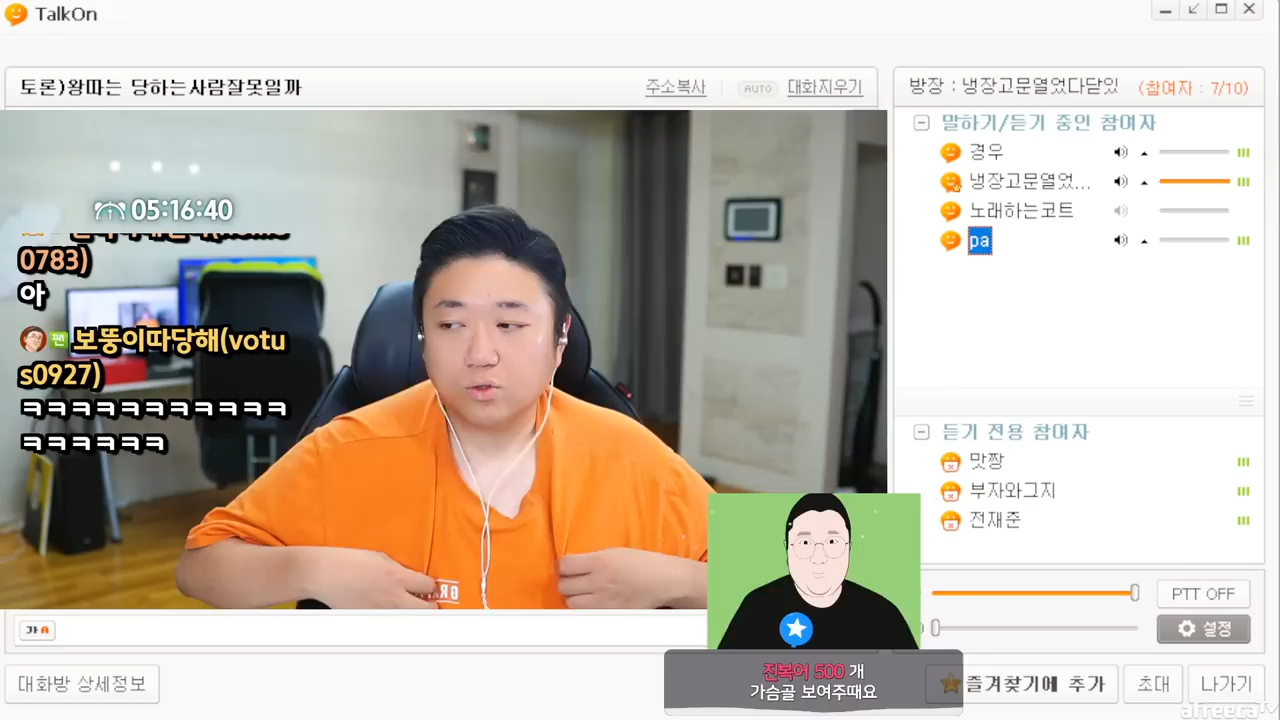 TalkOn
토론)왕따는 당하는사람잘못일까
주소복사
AUTO
대화지우기
방장 : 냉장고문열었다닫있
(참여자 : 7/10)
말하기/듣기 중인 참여자
경우
냉장고문열었...
노래하는코트
pa
05:16:40
0783)
아
팬 보뚱이따당해(votu
s0927)
ㅋㅋㅋㅋㅋㅋㅋㅋㅋㅋㅋ
ㅋㅋㅋㅋㅋㅋ
듣기 전용 참여자
맛짱
부자와그지
전재준
PTT OFF
설정
가A
진복어 500 개
가슴골 보여주때요
대화방 상세정보
즐겨찾기에 추가
초대
나가기
afreecaTV